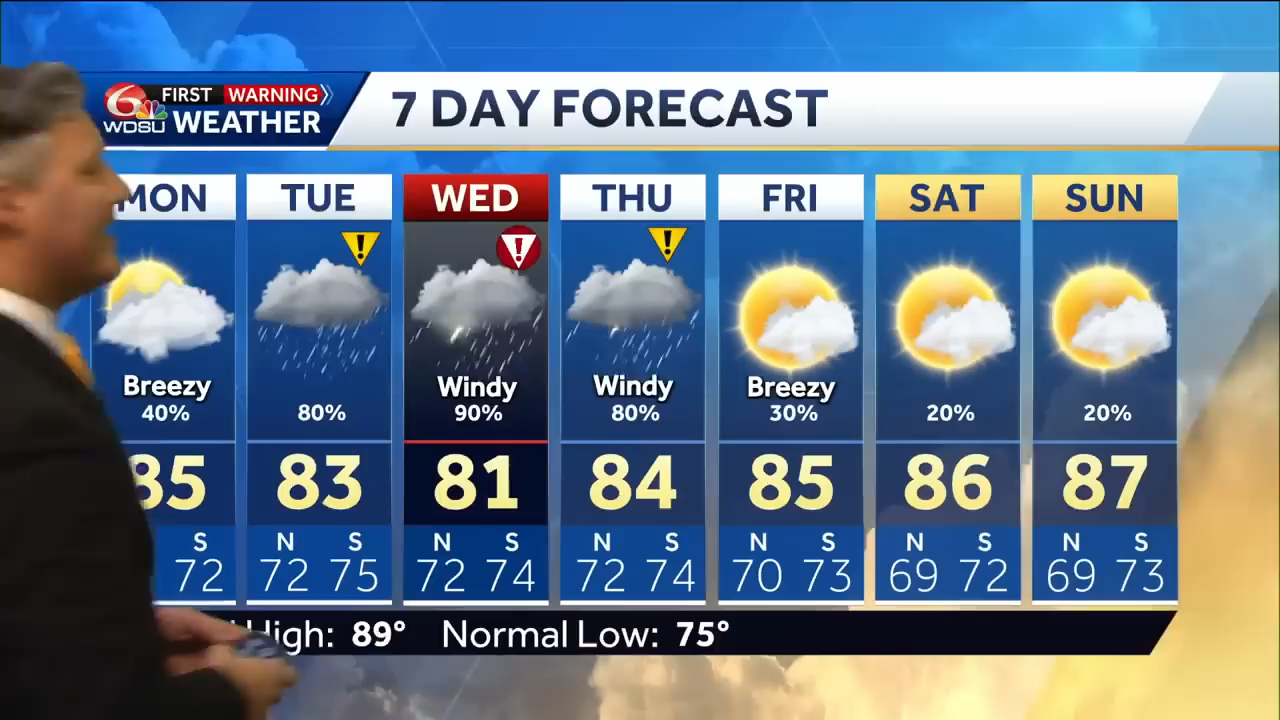 6 FIRST WARNING
WDSU WEATHER
7 DAY FORECAST
MON TUE WED THU FRI SAT SUN
! ! !
Breezy Windy Windy Breezy
40% 80% 90% 80% 30% 20% 20%
85 83 81 84 85 86 87
S N S N S N S N S N S N S
72 72 75 72 74 72 74 70 73 69 72 69 73
High: 89° Normal Low: 75°